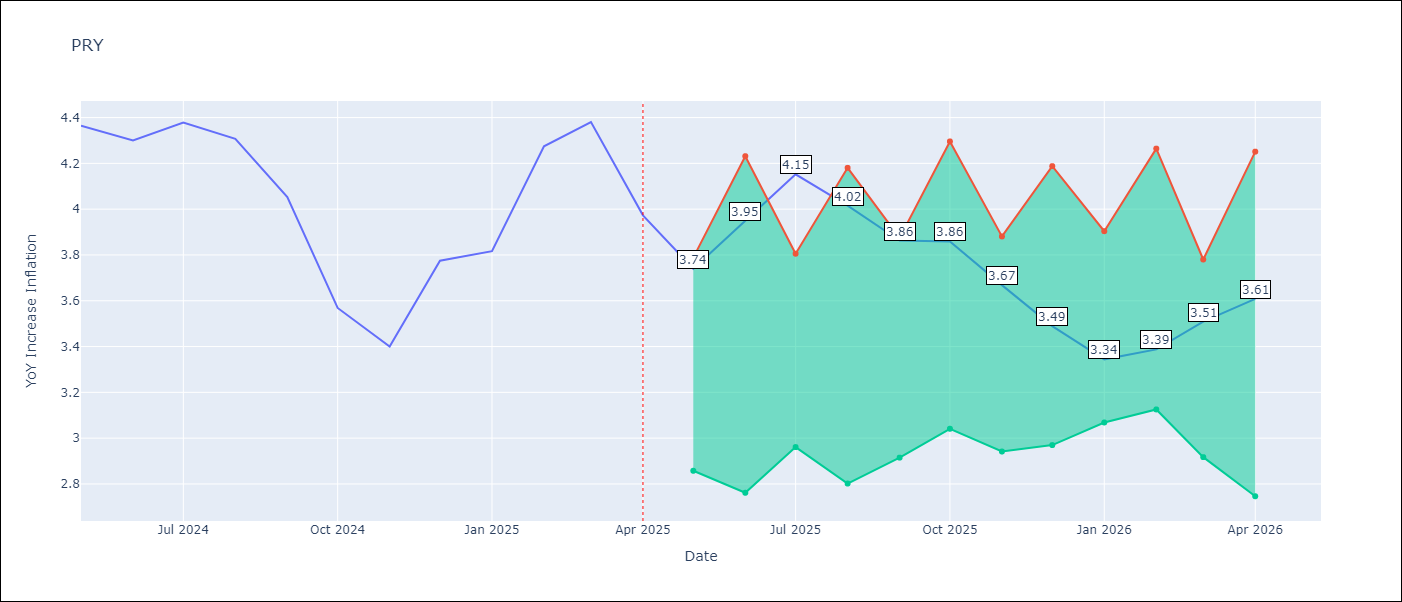 PRY
YoY Increase Inflation
4.4
4.2
4
3.8
3.6
3.4
3.2
3
2.8
3.74
3.95
4.15
4.02
3.86
3.86
3.67
3.49
3.34
3.39
3.51
3.61
Jul 2024
Oct 2024
Jan 2025
Apr 2025
Jul 2025
Oct 2025
Jan 2026
Apr 2026
Date